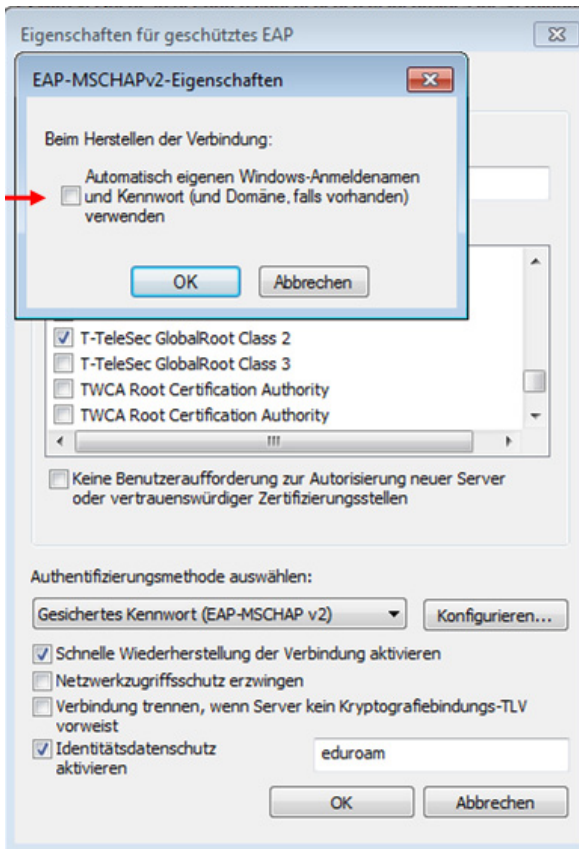 Eigenschaften für geschütztes EAP
EAP-MSCHAPv2-Eigenschaften
Beim Herstellen der Verbindung:
Automatisch eigenen Windows-Anmeldenamen
und Kennwort (und Domäne, falls vorhanden)
verwenden
OK
Abbrechen
T-TeleSec GlobalRoot Class 2
T-TeleSec GlobalRoot Class 3
TWCA Root Certification Authority
TWCA Root Certification Authority
Keine Benutzeraufforderung zur Autorisierung neuer Server
oder vertrauenswürdiger Zertifizierungsstellen
Authentifizierungsmethode auswählen:
Gesichertes Kennwort (EAP-MSCHAP v2)
Konfigurieren...
Schnelle Wiederherstellung der Verbindung aktivieren
Netzwerkzugriffsschutz erzwingen
Verbindung trennen, wenn Server kein Kryptografiebindungs-TLV
vorweist
Identitätsdatenschutz
aktivieren
eduroam
OK
Abbrechen